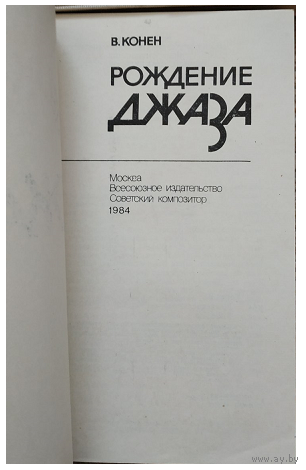 В. КОНЕН
РОЖДЕНИЕ
ДЖАЗА
Москва
Всесоюзное издательство
Советский композитор
1984
www.ay.by